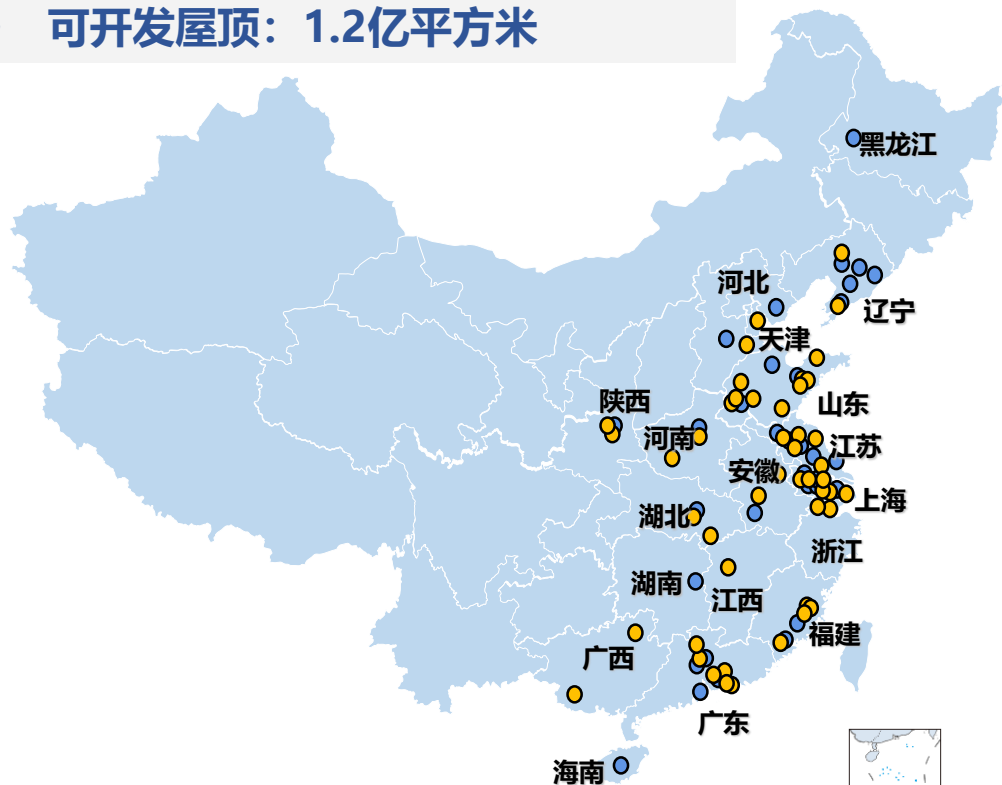 可开发屋顶：1.2亿平方米
黑龙江
河北
辽宁
天津
陕西
山东
河南
江苏
安徽
上海
湖北
浙江
湖南
江西
福建
广西
广东
海南